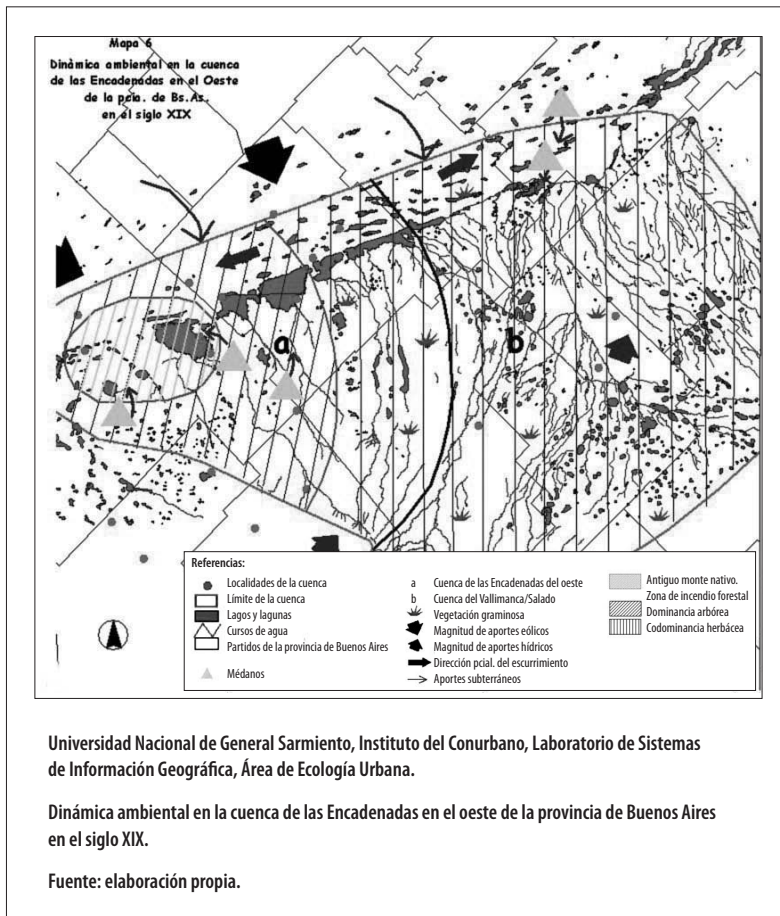 Mapa 6
Dinàmica ambiental en la cuenca
de las Encadenadas en el Oeste
de la pcia. de Bs.As.
en el siglo XIX
a
b
Referencias:
Localidades de la cuenca
Límite de la cuenca
Lagos y lagunas
Cursos de agua
Partidos de la provincia de Buenos Aires
Médanos
a Cuenca de las Encadenadas del oeste
b Cuenca del Vallimanca/Salado
Vegetación graminosa
Magnitud de aportes eólicos
Magnitud de aportes hídricos
Dirección pcial. del escurrimiento
Aportes subterráneos
Antiguo monte nativo.
Zona de incendio forestal
Dominancia arbórea
Codominancia herbácea
Universidad Nacional de General Sarmiento, Instituto del Conurbano, Laboratorio de Sistemas
de Información Geográfica, Área de Ecología Urbana.
Dinámica ambiental en la cuenca de las Encadenadas en el oeste de la provincia de Buenos Aires
en el siglo XIX.
Fuente: elaboración propia.